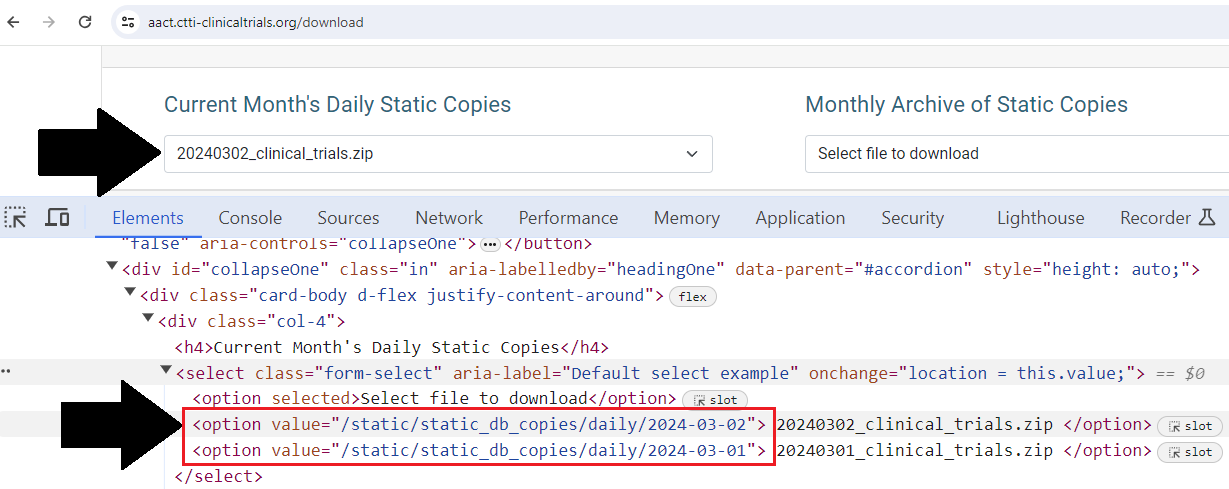 aact.ctti-clinicaltrials.org/download
Current Month's Daily Static Copies
Monthly Archive of Static Copies
20240302_clinical_trials.zip
Select file to download
Elements Console Sources Network Performance Memory Application Security Lighthouse Recorder
"false" aria-controls="collapseOne"> ••• </button>
<div id="collapseOne" class="in" aria-labelledby="headingOne" data-parent="#accordion" style="height: auto;">
<div class="card-body d-flex justify-content-around"> flex
<div class="col-4">
<h4>Current Month's Daily Static Copies</h4>
<select class="form-select" aria-label="Default select example" onchange="location = this.value;"> == $0
<option selected>Select file to download</option> slot
<option value="/static/static_db_copies/daily/2024-03-02"> 20240302_clinical_trials.zip </option> slot
<option value="/static/static_db_copies/daily/2024-03-01"> 20240301_clinical_trials.zip </option> slot
</select>